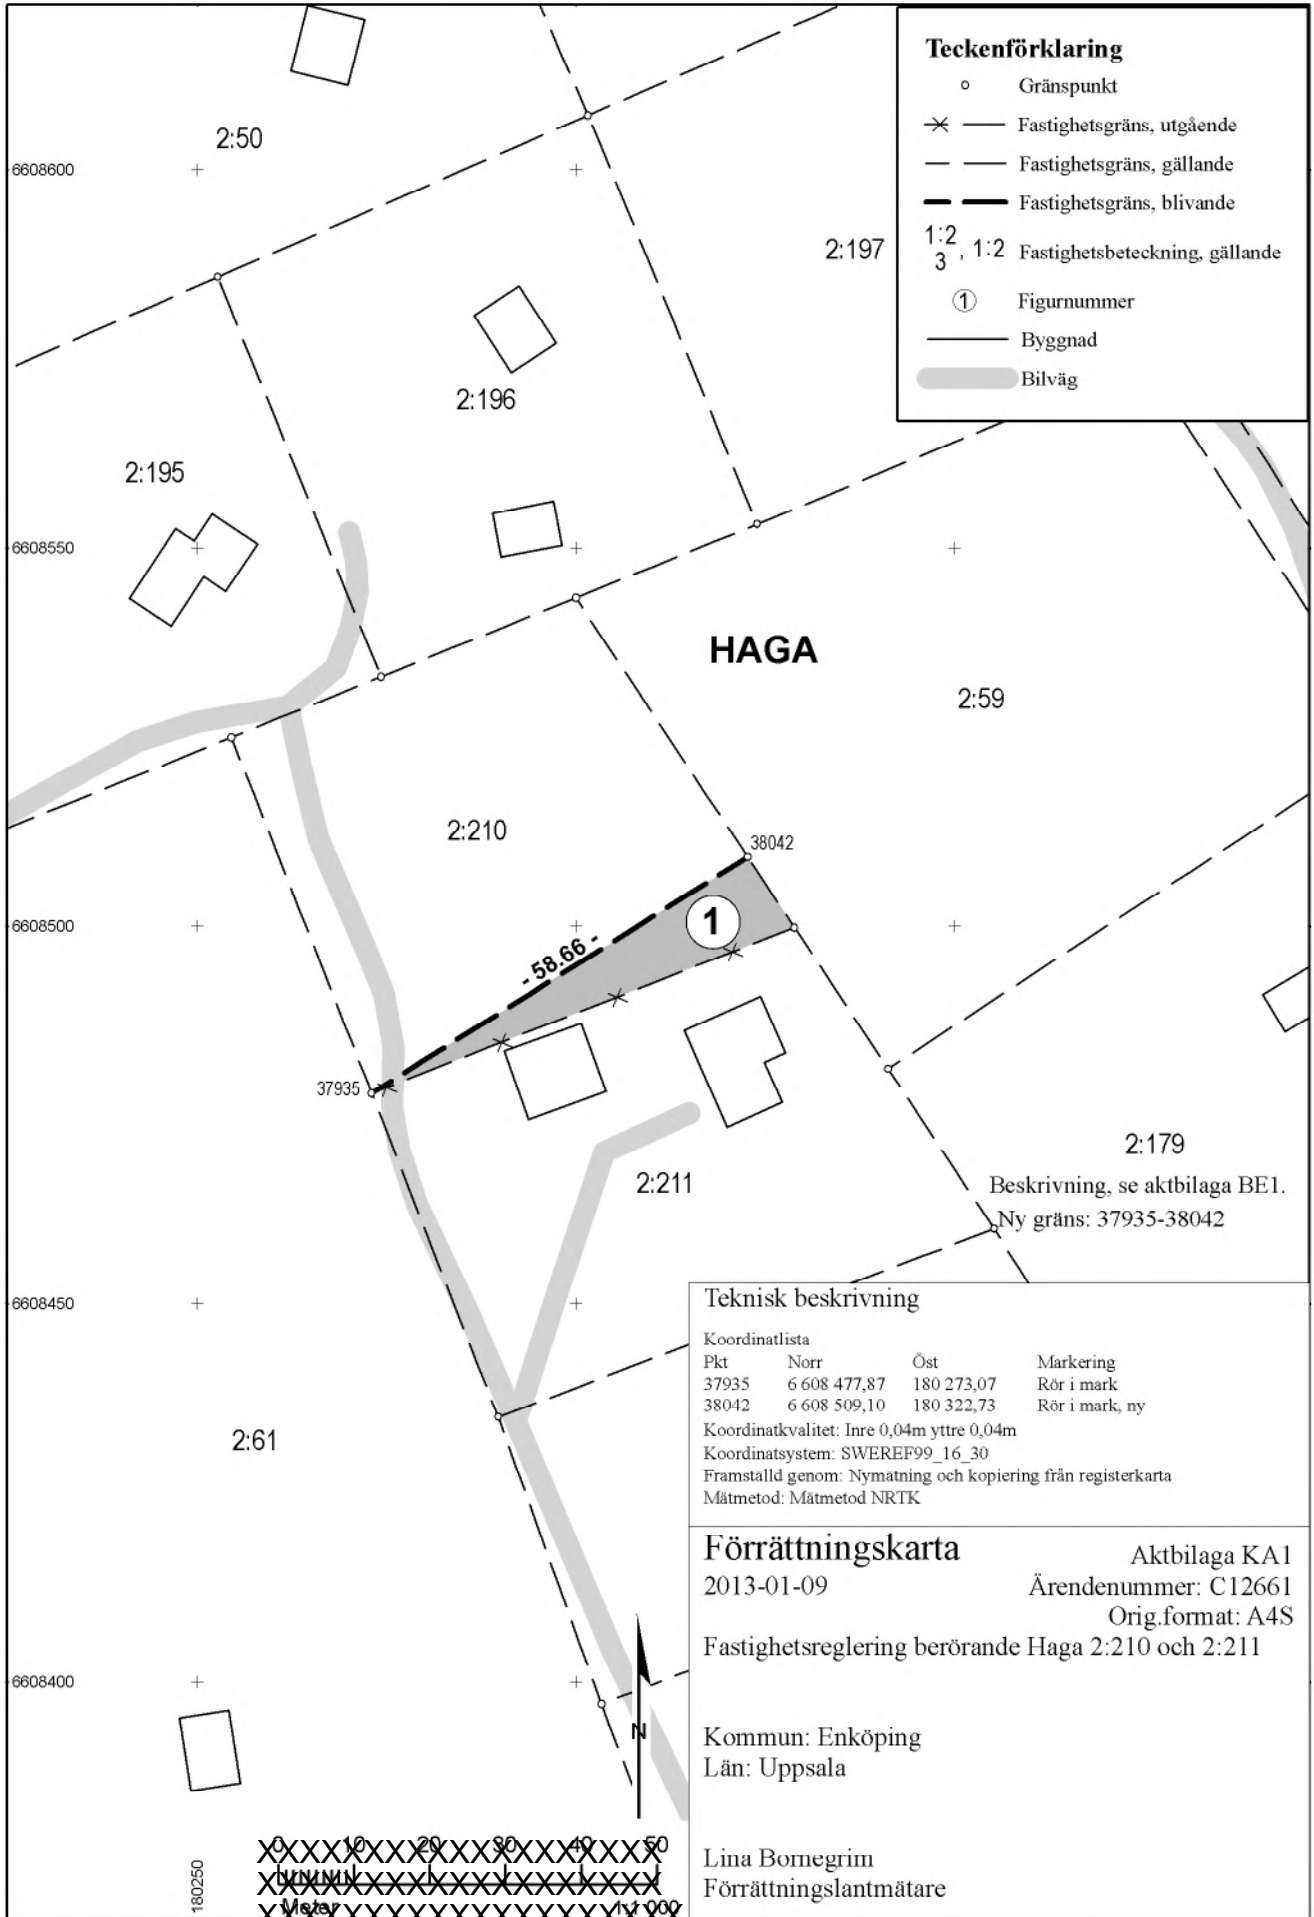 Teckenförklaring
Gränspunkt
Fastighetsgräns, utgående
Fastighetsgräns, gällande
Fastighetsgräns, blivande
1:2
3 , 1:2 Fastighetsbeteckning, gällande
1 Figurnummer
Byggnad
Bilväg
2:50
6608600
2:197
2:196
2:195
6608550
HAGA
2:59
2:210
38042
6608500
1
- 58.66 -
37935
2:179
2:211
Beskrivning, se aktbilaga BE1.
Ny gräns: 37935-38042
6608450
2:61
Teknisk beskrivning
Koordinatlista
Pkt Norr Öst Markering
37935 6 608 477,87 180 273,07 Rör i mark
38042 6 608 509,10 180 322,73 Rör i mark, ny
Koordinatkvalitet: Inre 0,04m yttre 0,04m
Koordinatsystem: SWEREF99_16_30
Framstalld genom: Nymatning och kopiering från registerkarta
Mätmetod: Mätmetod NRTK
Förrättningskarta
2013-01-09
Aktbilaga KA1
Ärendenummer: C12661
Orig.format: A4S
Fastighetsreglering berörande Haga 2:210 och 2:211
6608400
N
Kommun: Enköping
Län: Uppsala
Lina Bornegrim
Förrättningslantmätare
180250
0 10 20 30 40 50
Meter 1:1 000